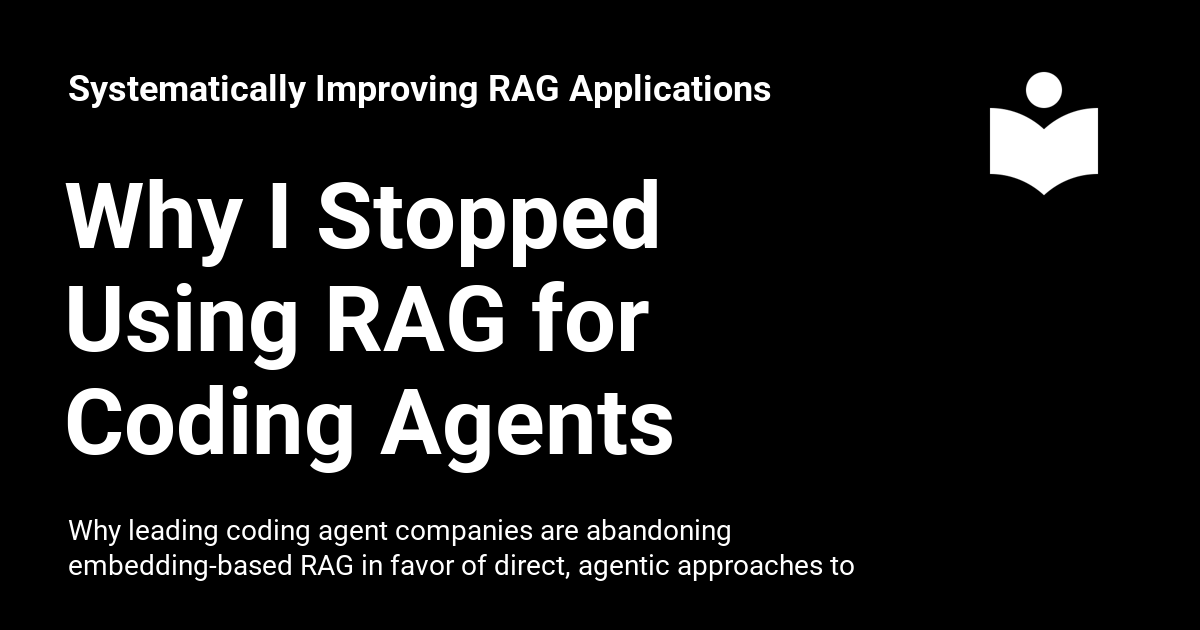 Systematically Improving RAG Applications
Why I Stopped
Using RAG for
Coding Agents
Why leading coding agent companies are abandoning
embedding-based RAG in favor of direct, agentic approaches to